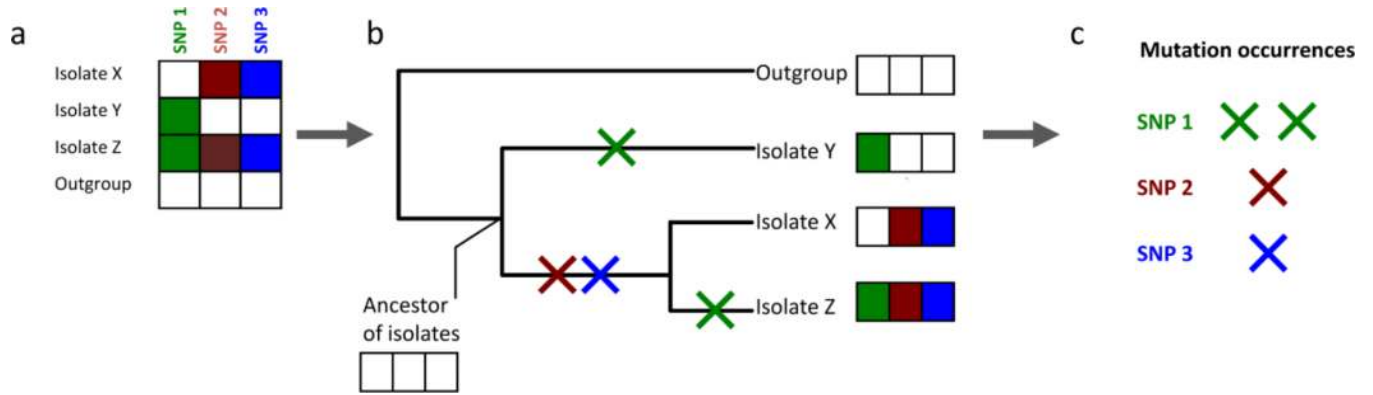 a
SNP 1
SNP 2
SNP 3
Isolate X
Isolate Y
Isolate Z
Outgroup
b
Outgroup
Isolate Y
Isolate X
Isolate Z
Ancestor
of isolates
c
Mutation occurrences
SNP 1
SNP 2
SNP 3